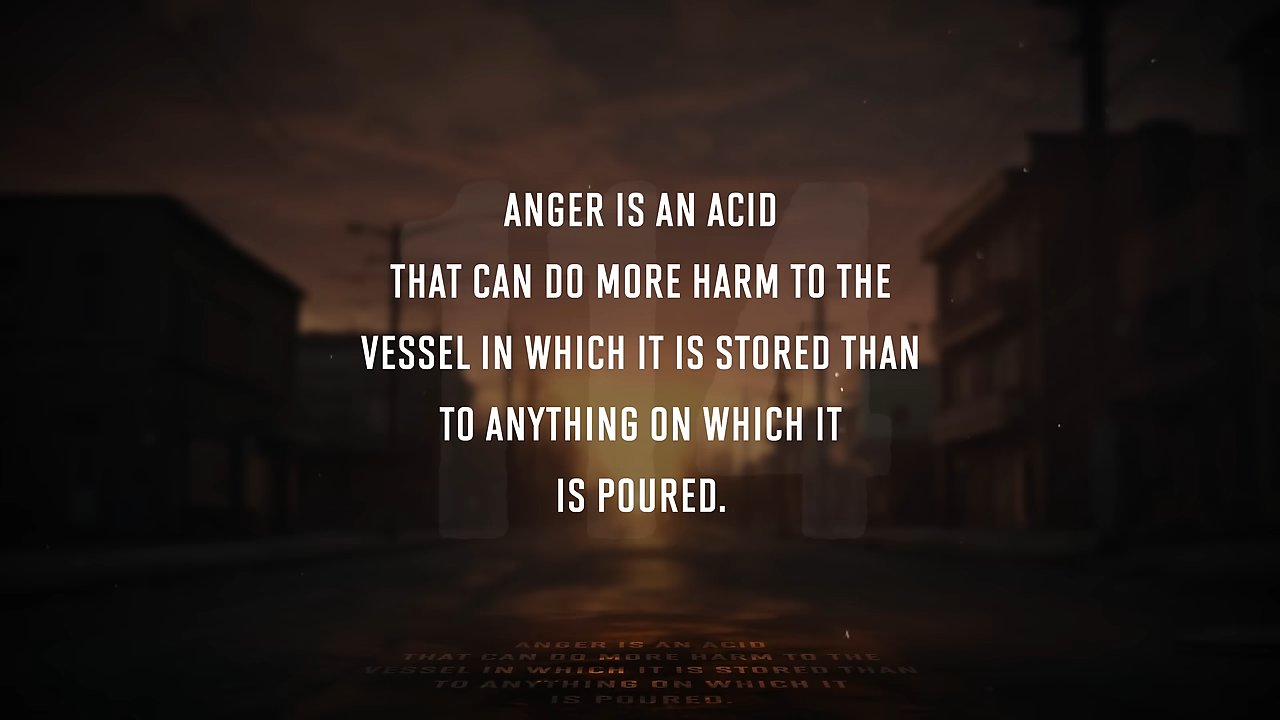 114
ANGER IS AN ACID
THAT CAN DO MORE HARM TO THE
VESSEL IN WHICH IT IS STORED THAN
TO ANYTHING ON WHICH IT
IS POURED.
ANGER IS AN ACID
THAT CAN DO MORE HARM TO THE
VESSEL IN WHICH IT IS STORED THAN
TO ANYTHING ON WHICH IT
IS POURED.